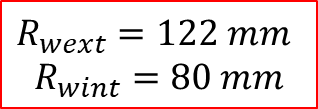 R_wext = 122 mm
R_wint = 80 mm